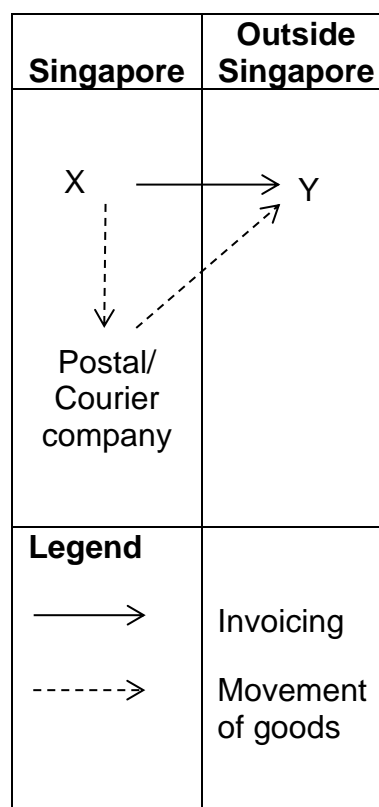 Singapore
Outside
Singapore
X
Y
Postal/
Courier
company
Legend
Invoicing
Movement
of goods